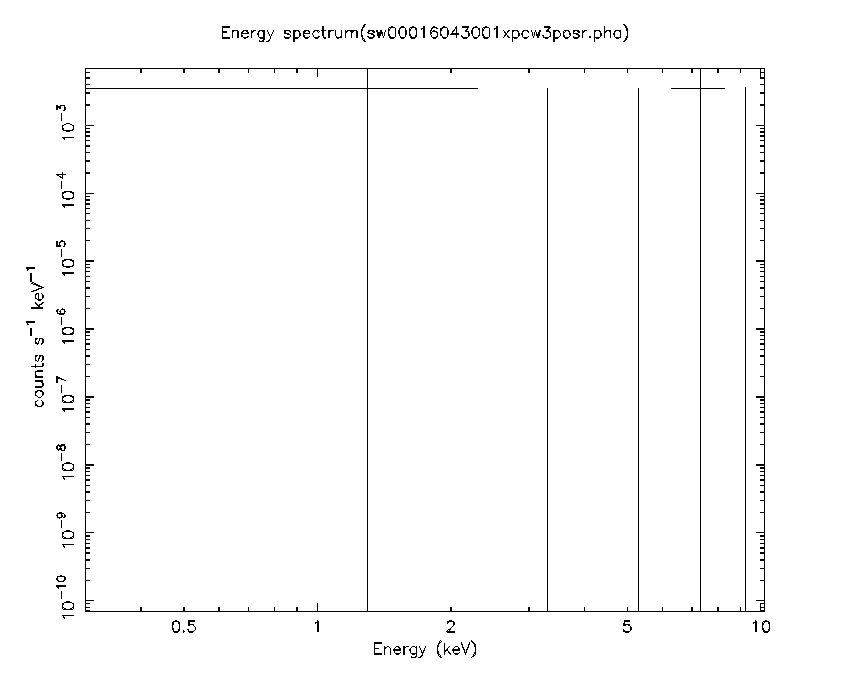 Energy spectrum(sw00016043001xpcw3posr.pha)
10⁻³
10⁻⁴
10⁻⁵
10⁻⁶
10⁻⁷
10⁻⁸
10⁻⁹
10⁻¹⁰
counts s⁻¹ keV⁻¹
0.5 1 2 5 10
Energy (keV)